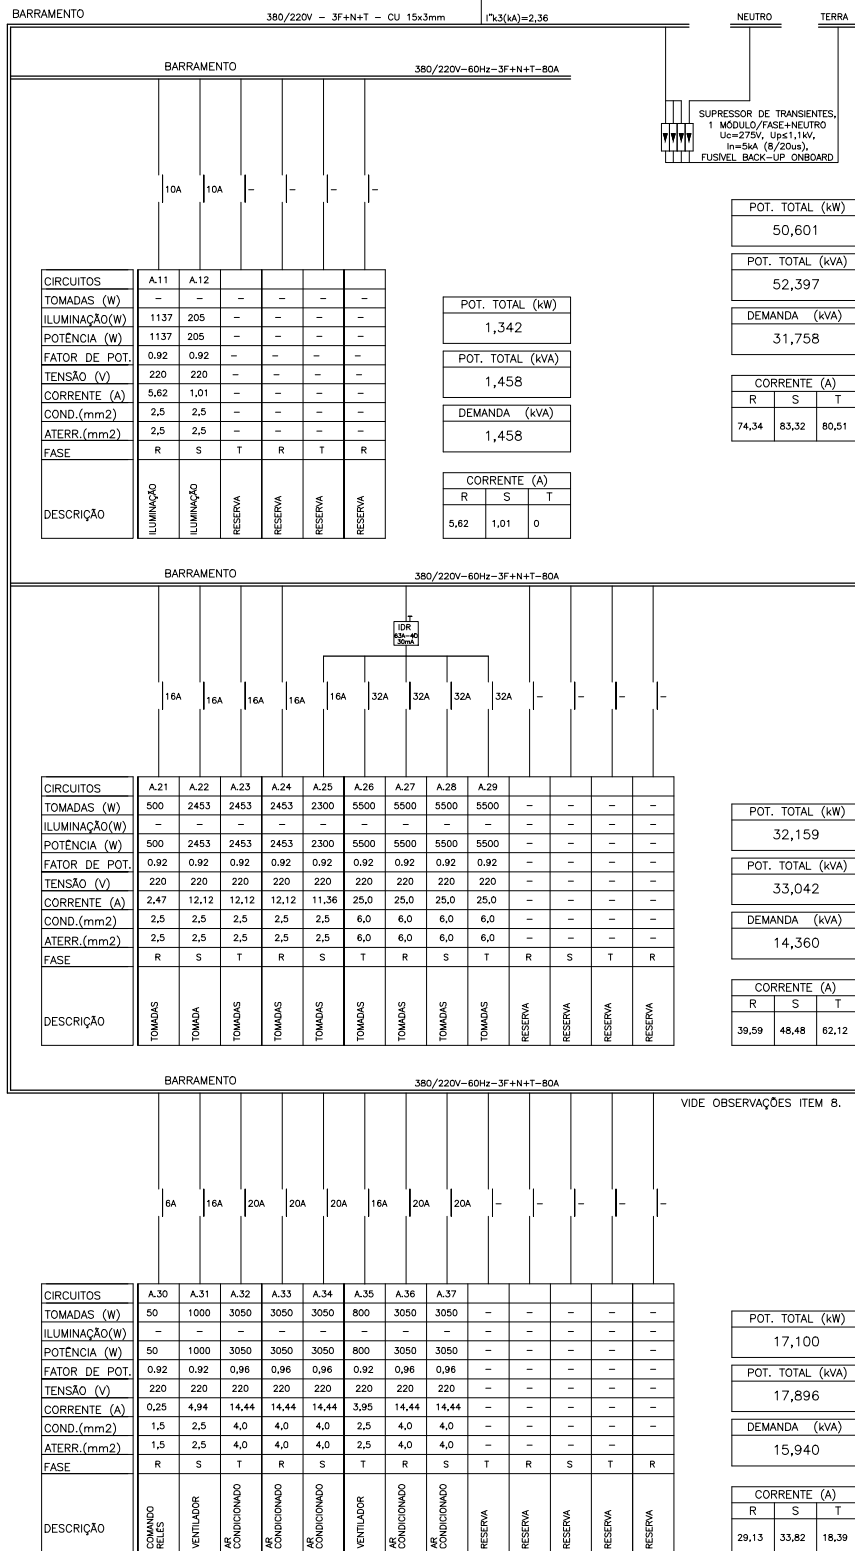 BARRAMENTO 380/220V - 3F+N+T - CU 15x3mm I"k3(kA)=2,36 NEUTRO TERRA
BARRAMENTO 380/220V-60Hz-3F+N+T-80A
SUPRESSOR DE TRANSIENTES,
1 MÓDULO/FASE+NEUTRO
Uc=275V, Up≤1,1kV,
In=5kA (8/20us),
FUSÍVEL BACK-UP ONBOARD
10A 10A - - - -
POT. TOTAL (kW)
50,601
POT. TOTAL (kVA)
52,397
DEMANDA (kVA)
31,758
CORRENTE (A)
R S T
74,34 83,32 80,51
CIRCUITOS A.11 A.12
TOMADAS (W) - - - - - -
ILUMINAÇÃO(W) 1137 205 - - - -
POTÊNCIA (W) 1137 205 - - - -
FATOR DE POT. 0.92 0.92 - - - -
TENSÃO (V) 220 220 - - - -
CORRENTE (A) 5,62 1,01 - - - -
COND.(mm2) 2,5 2,5 - - - -
ATERR.(mm2) 2,5 2,5 - - - -
FASE R S T R T R
DESCRIÇÃO ILUMINAÇÃO ILUMINAÇÃO RESERVA RESERVA RESERVA RESERVA
POT. TOTAL (kW)
1,342
POT. TOTAL (kVA)
1,458
DEMANDA (kVA)
1,458
CORRENTE (A)
R S T
5,62 1,01 0
BARRAMENTO 380/220V-60Hz-3F+N+T-80A
T
IDR
63A-4P
30mA
16A 16A 16A 16A 16A 32A 32A 32A 32A - - - -
CIRCUITOS A.21 A.22 A.23 A.24 A.25 A.26 A.27 A.28 A.29
TOMADAS (W) 500 2453 2453 2453 2300 5500 5500 5500 5500 - - - -
ILUMINAÇÃO(W) - - - - - - - - - - - - -
POTÊNCIA (W) 500 2453 2453 2453 2300 5500 5500 5500 5500 - - - -
FATOR DE POT. 0.92 0.92 0.92 0.92 0.92 0.92 0.92 0.92 0.92 - - - -
TENSÃO (V) 220 220 220 220 220 220 220 220 220 - - - -
CORRENTE (A) 2,47 12,12 12,12 12,12 11,36 25,0 25,0 25,0 25,0 - - - -
COND.(mm2) 2,5 2,5 2,5 2,5 2,5 6,0 6,0 6,0 6,0 - - - -
ATERR.(mm2) 2,5 2,5 2,5 2,5 2,5 6,0 6,0 6,0 6,0 - - - -
FASE R S T R S T R S T R S T R
DESCRIÇÃO TOMADAS TOMADA TOMADAS TOMADAS TOMADAS TOMADAS TOMADAS TOMADAS TOMADAS RESERVA RESERVA RESERVA RESERVA
POT. TOTAL (kW)
32,159
POT. TOTAL (kVA)
33,042
DEMANDA (kVA)
14,360
CORRENTE (A)
R S T
39,59 48,48 62,12
BARRAMENTO 380/220V-60Hz-3F+N+T-80A
VIDE OBSERVAÇÕES ITEM 8.
6A 16A 20A 20A 20A 16A 20A 20A - - - - -
CIRCUITOS A.30 A.31 A.32 A.33 A.34 A.35 A.36 A.37
TOMADAS (W) 50 1000 3050 3050 3050 800 3050 3050 - - - - -
ILUMINAÇÃO(W) - - - - - - - - - - - - -
POTÊNCIA (W) 50 1000 3050 3050 3050 800 3050 3050 - - - - -
FATOR DE POT. 0.92 0.92 0,96 0,96 0,96 0.92 0,96 0,96 - - - - -
TENSÃO (V) 220 220 220 220 220 220 220 220 - - - - -
CORRENTE (A) 0,25 4,94 14,44 14,44 14,44 3,95 14,44 14,44 - - - - -
COND.(mm2) 1,5 2,5 4,0 4,0 4,0 2,5 4,0 4,0 - - - - -
ATERR.(mm2) 1,5 2,5 4,0 4,0 4,0 2,5 4,0 4,0 - - - -
FASE R S T R S T R S T R S T R
DESCRIÇÃO COMANDO RELÉS VENTILADOR AR CONDICIONADO AR CONDICIONADO AR CONDICIONADO VENTILADOR AR CONDICIONADO AR CONDICIONADO RESERVA RESERVA RESERVA RESERVA RESERVA
POT. TOTAL (kW)
17,100
POT. TOTAL (kVA)
17,896
DEMANDA (kVA)
15,940
CORRENTE (A)
R S T
29,13 33,82 18,39